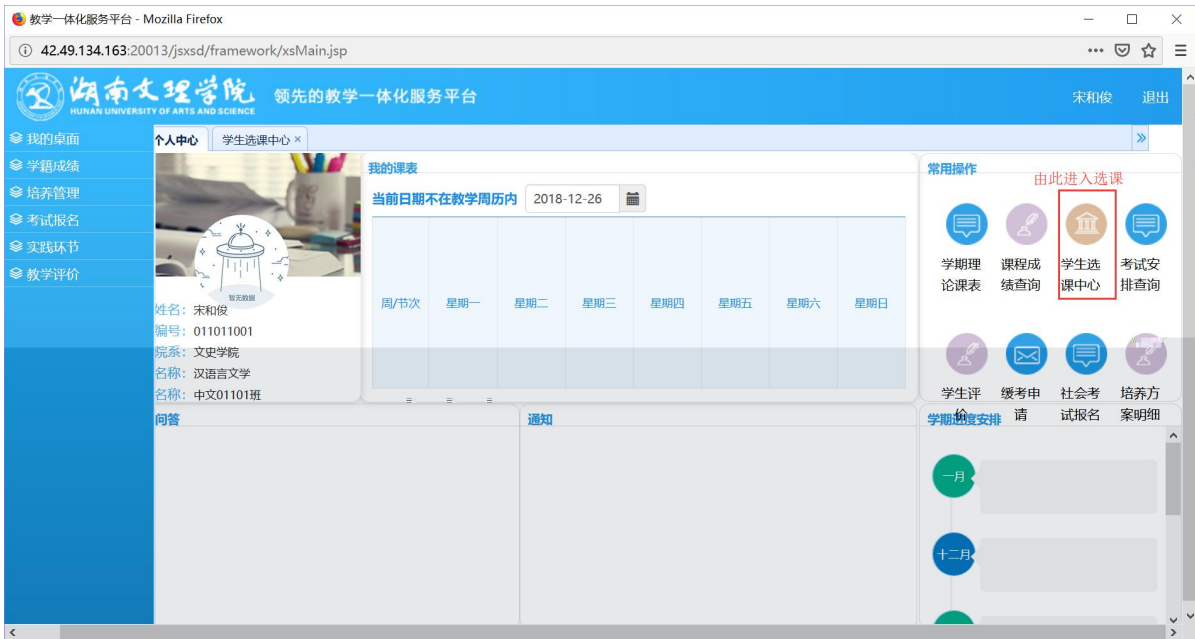 教学一体化服务平台 - Mozilla Firefox
42.49.134.163:20013/jsxsd/framework/xsMain.jsp
湖南文理学院
HUNAN UNIVERSITY OF ARTS AND SCIENCE
领先的教学一体化服务平台
宋和俊 退出
我的桌面
学籍成绩
培养管理
考试报名
实践环节
教学评价
个人中心 学生选课中心 ×
暂无数据
姓名：宋和俊
编号：011011001
院系：文史学院
名称：汉语言文学
名称：中文01101班
我的课表
当前日期不在教学周历内 2018-12-26
周/节次 星期一 星期二 星期三 星期四 星期五 星期六 星期日
常用操作
由此进入选课
学期理论课表
课程成绩查询
学生选课中心
考试安排查询
学生评价
缓考申请
社会考试报名
培养方案明细
问答
通知
学期进度安排
一月
十二月